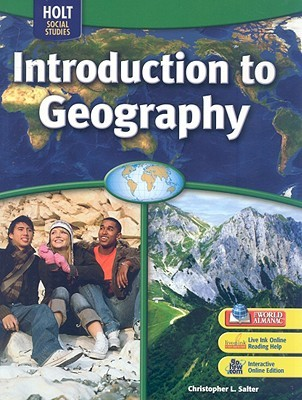 HOLT
SOCIAL
STUDIES
Introduction to
Geography
THE WORLD
ALMANAC
Live Ink Online
Reading Help
Interactive
Online Edition
Christopher L. Salter